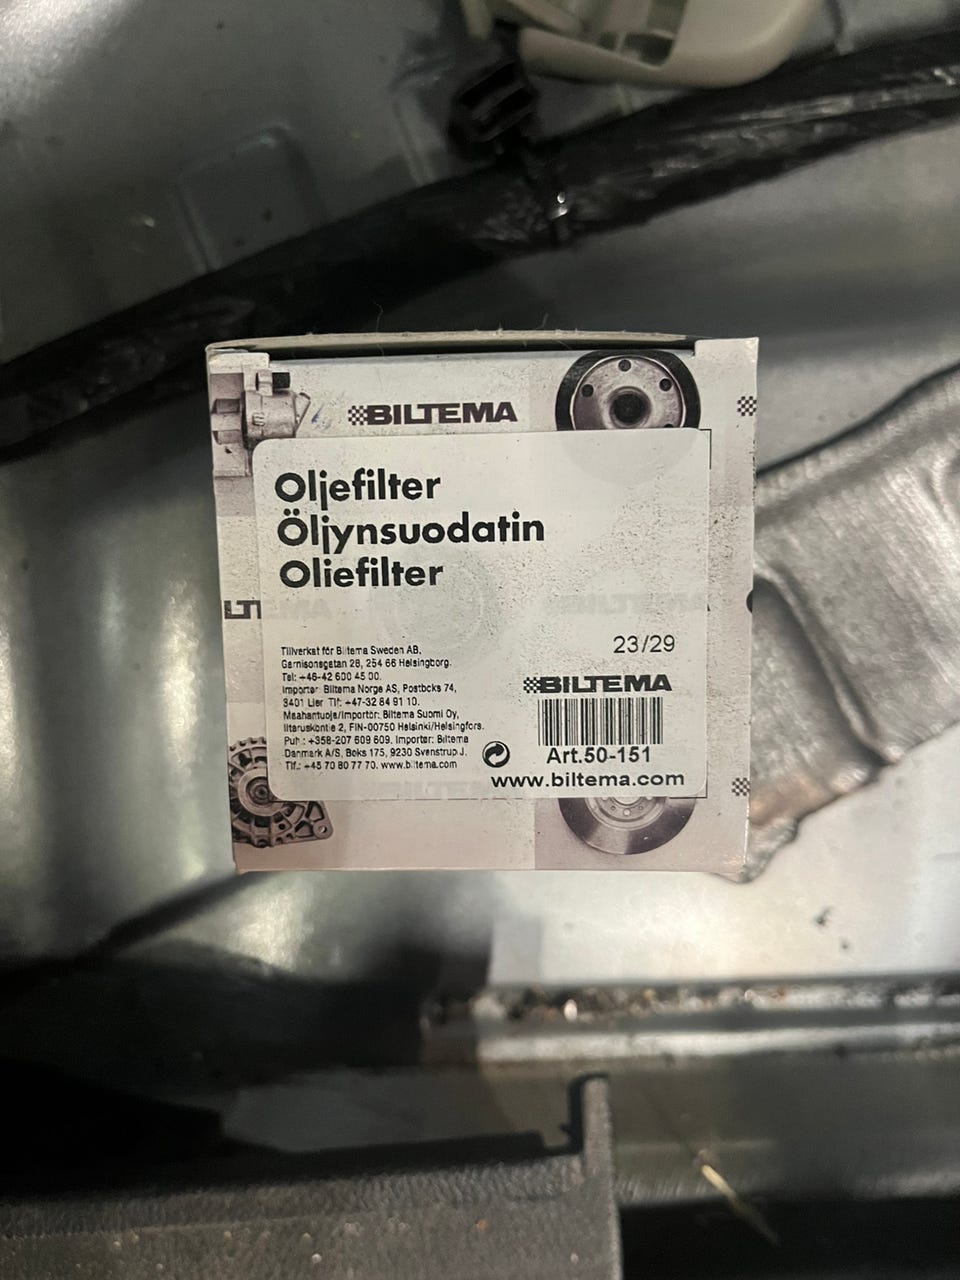 BILTEMA
Oljefilter
Öljynsuodatin
Oliefilter
23/29
Tillverkat för Biltema Sweden AB,
Garnisonsgatan 26, 254 66 Helsingborg.
Tel: +46-42 600 45 00.
Importør: Biltema Norge AS, Postboks 74,
3401 Lier Tlf: +47-32 84 91 10.
Maahantuoja/Importör: Biltema Suomi Oy,
Iltaruskontie 2, FIN-00750 Helsinki/Helsingfors.
Puh.: +358-207 609 609. Importør: Biltema
Danmark A/S, Boks 175, 9230 Svenstrup J.
Tlf.: +45 70 80 77 70. www.biltema.com
BILTEMA
Art.50-151
www.biltema.com